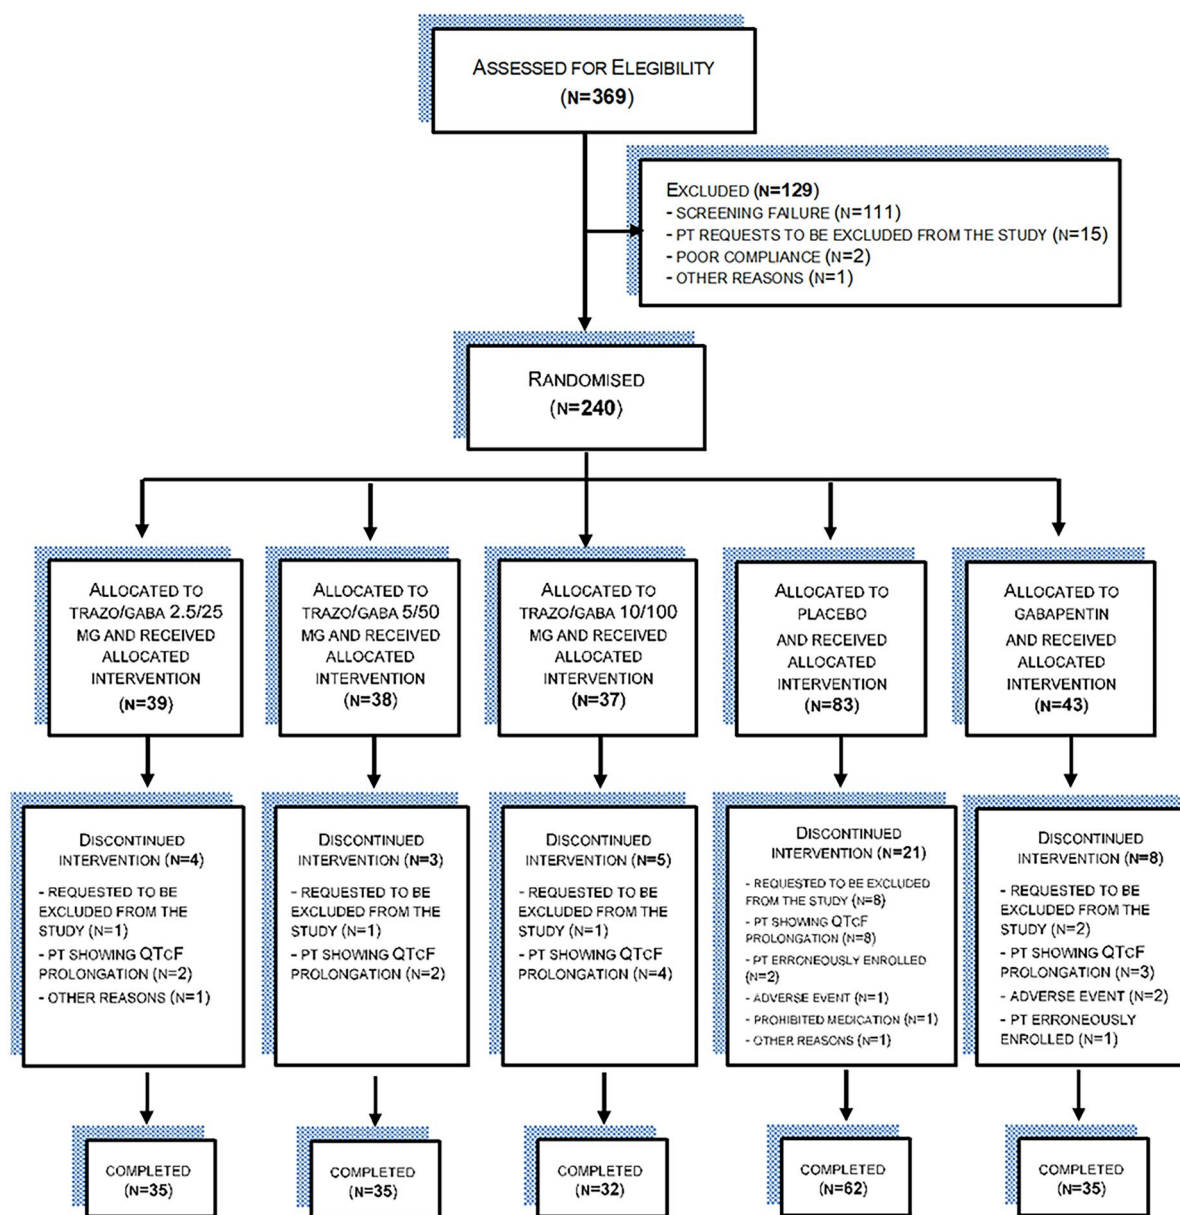 ASSESSED FOR ELEGIBILITY
(N=369)
EXCLUDED (N=129)
- SCREENING FAILURE (N=111)
- PT REQUESTS TO BE EXCLUDED FROM THE STUDY (N=15)
- POOR COMPLIANCE (N=2)
- OTHER REASONS (N=1)
RANDOMISED
(N=240)
ALLOCATED TO
TRAZO/GABA 2.5/25
MG AND RECEIVED
ALLOCATED
INTERVENTION
(N=39)
ALLOCATED TO
TRAZO/GABA 5/50
MG AND RECEIVED
ALLOCATED
INTERVENTION
(N=38)
ALLOCATED TO
TRAZO/GABA 10/100
MG AND RECEIVED
ALLOCATED
INTERVENTION
(N=37)
ALLOCATED TO
PLACEBO
AND RECEIVED
ALLOCATED
INTERVENTION
(N=83)
ALLOCATED TO
GABAPENTIN
AND RECEIVED
ALLOCATED
INTERVENTION
(N=43)
DISCONTINUED
INTERVENTION (N=4)
- REQUESTED TO BE
EXCLUDED FROM THE
STUDY (N=1)
- PT SHOWING QTCF
PROLONGATION (N=2)
- OTHER REASONS (N=1)
DISCONTINUED
INTERVENTION (N=3)
- REQUESTED TO BE
EXCLUDED FROM THE
STUDY (N=1)
- PT SHOWING QTCF
PROLONGATION (N=2)
DISCONTINUED
INTERVENTION (N=5)
- REQUESTED TO BE
EXCLUDED FROM THE
STUDY (N=1)
- PT SHOWING QTCF
PROLONGATION (N=4)
DISCONTINUED
INTERVENTION (N=21)
- REQUESTED TO BE EXCLUDED
FROM THE STUDY (N=8)
- PT SHOWING QTCF
PROLONGATION (N=8)
- PT ERRONEOUSLY ENROLLED
(N=2)
- ADVERSE EVENT (N=1)
- PROHIBITED MEDICATION (N=1)
- OTHER REASONS (N=1)
DISCONTINUED
INTERVENTION (N=8)
- REQUESTED TO BE
EXCLUDED FROM THE
STUDY (N=2)
- PT SHOWING QTCF
PROLONGATION (N=3)
- ADVERSE EVENT (N=2)
- PT ERRONEOUSLY
ENROLLED (N=1)
COMPLETED
(N=35)
COMPLETED
(N=35)
COMPLETED
(N=32)
COMPLETED
(N=62)
COMPLETED
(N=35)